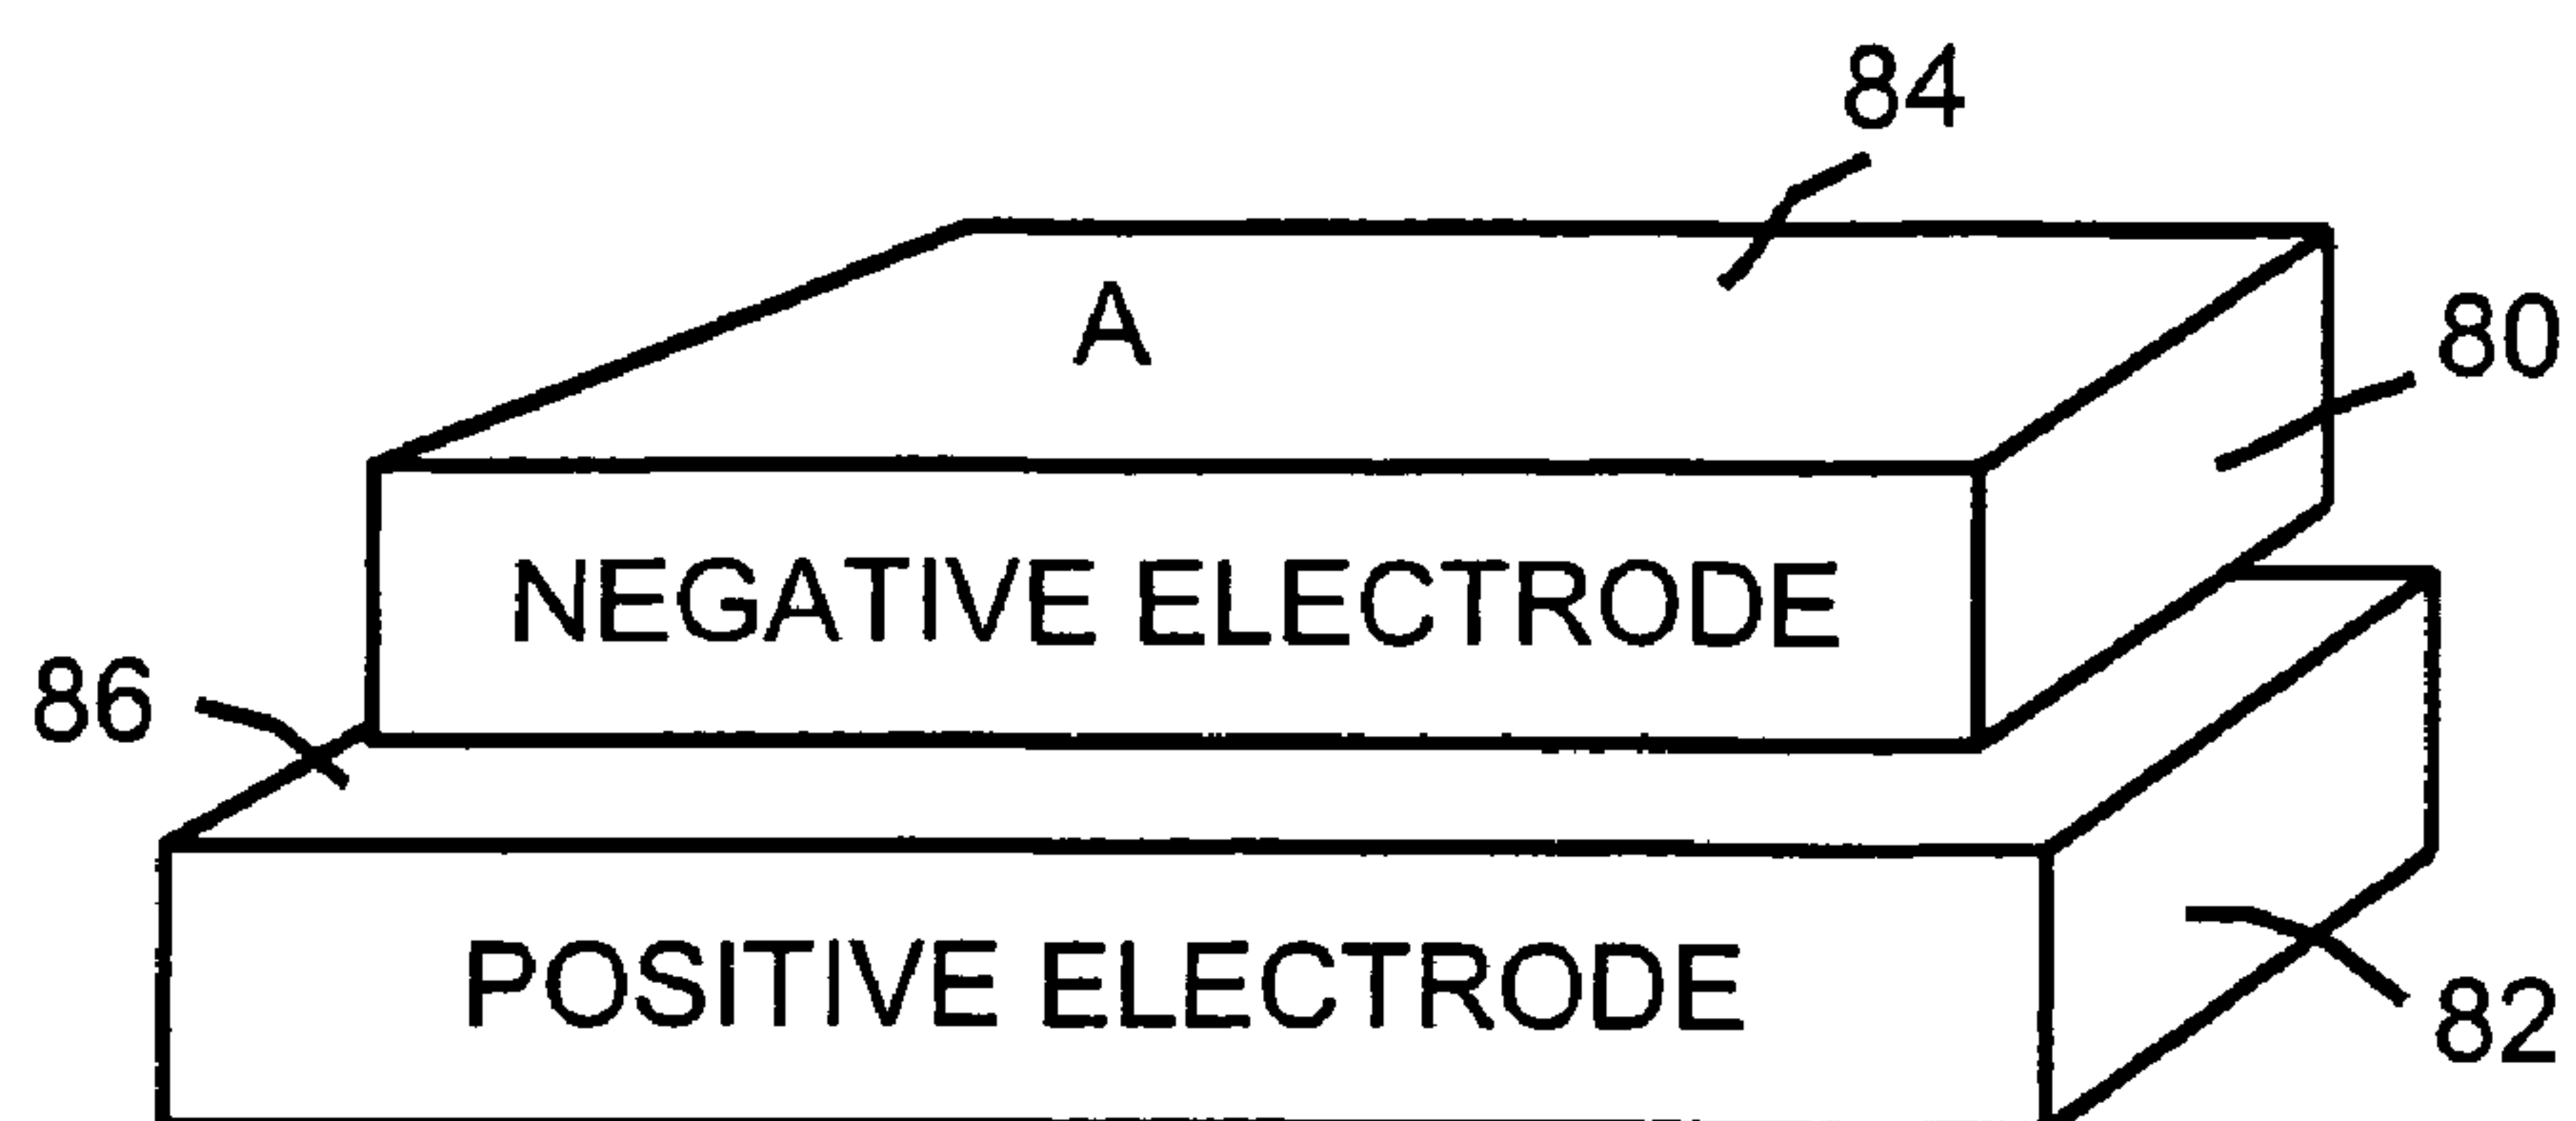 84
A
80
NEGATIVE ELECTRODE
86
POSITIVE ELECTRODE
82